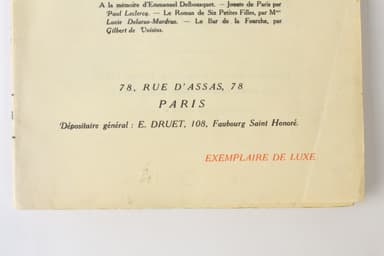 A la mémoire d'Emmanuel Delbousquet. — Jouets de Paris par
Paul Leclercq. — Le Roman de Six Petites Filles, par Mme
Lucie Delarue-Mardrus. — Le Bar de la Fourche, par
Gilbert de Voisins.
78, RUE D'ASSAS, 78
PARIS
Dépositaire général : E. DRUET, 108, Faubourg Saint Honoré.
EXEMPLAIRE DE LUXE